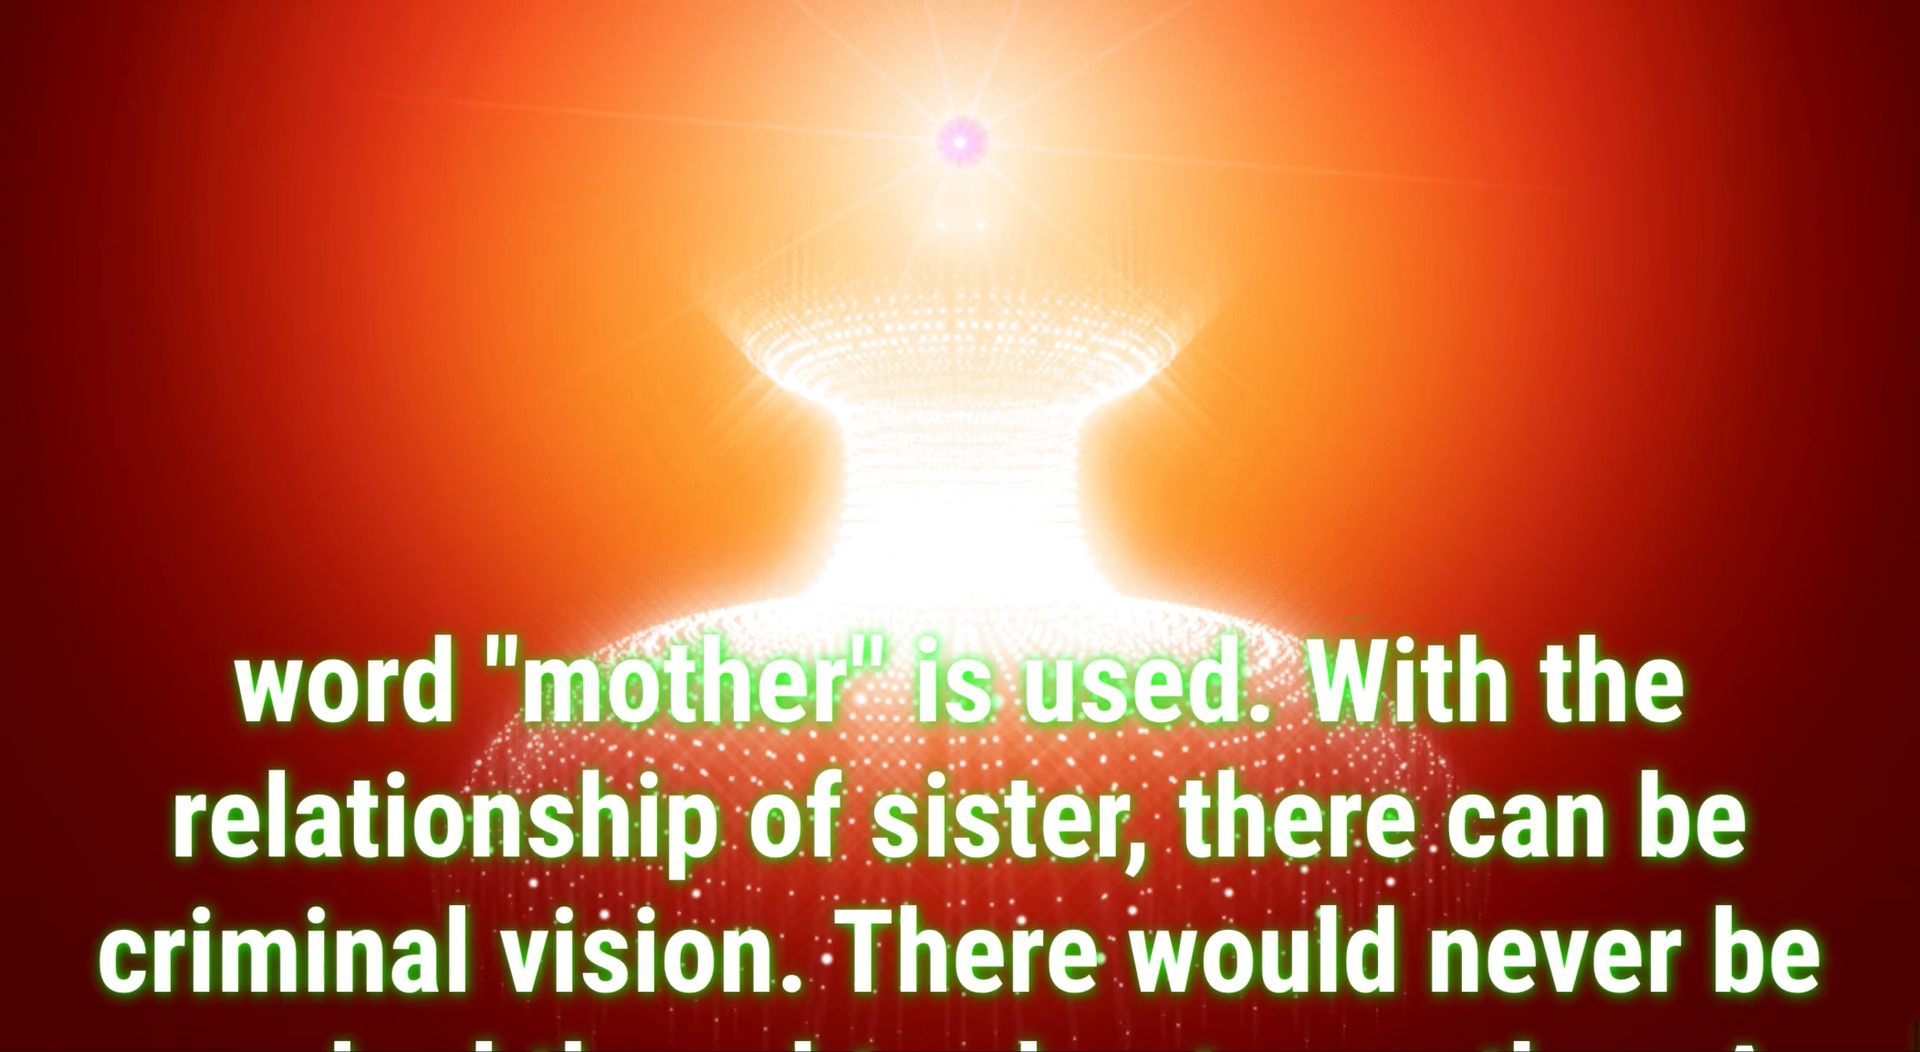 word "mother" is used. With the
relationship of sister, there can be
criminal vision. There would never be